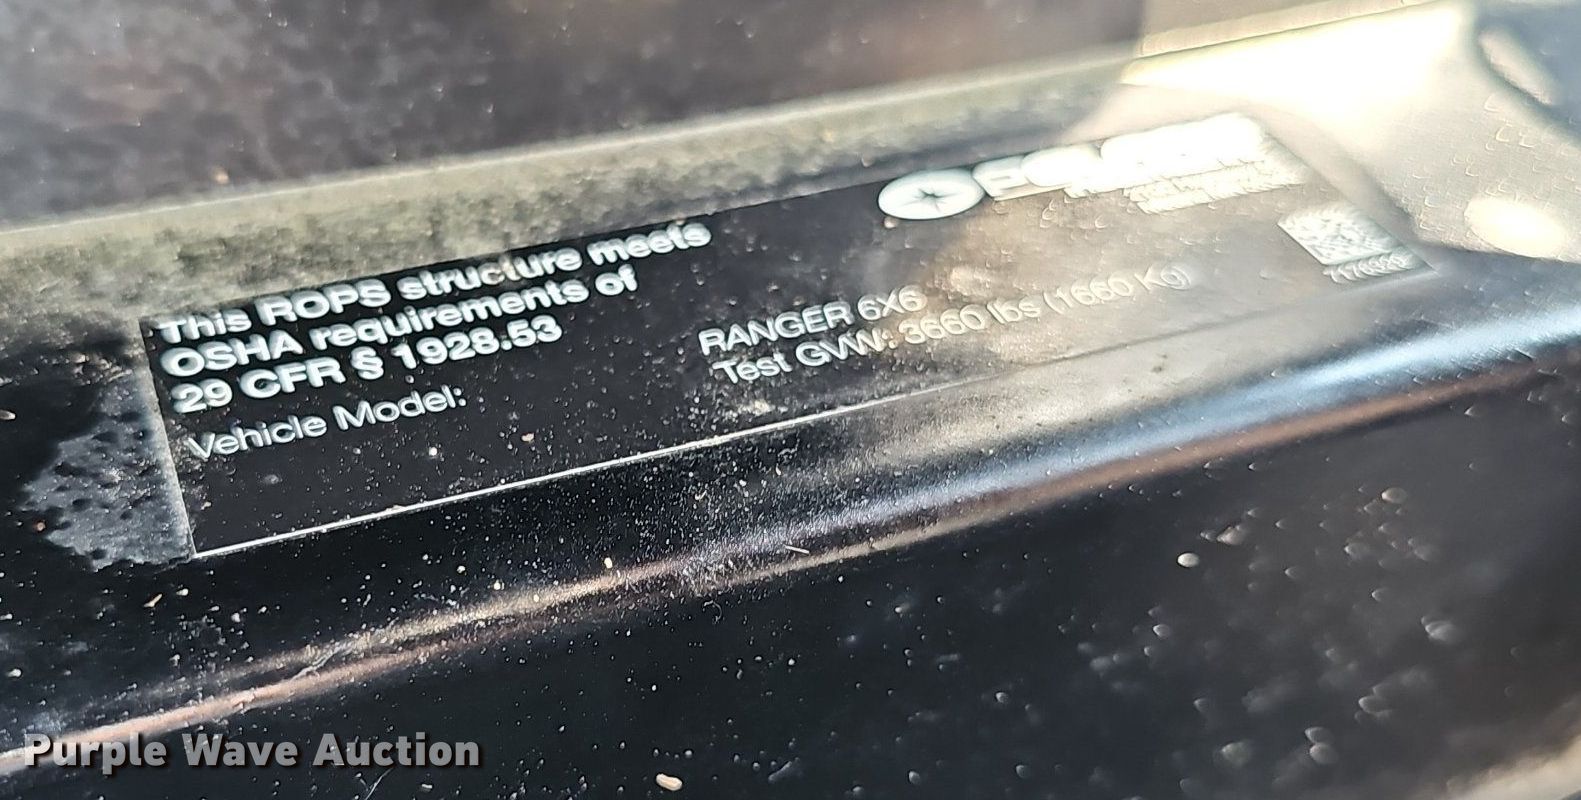 This ROPS structure meets
OSHA requirements of
29 CFR § 1928.53
Vehicle Model:
POLARIS
RANGER 6X6
Test GVW: 3660 lbs (1660 Kg)
Purple Wave Auction